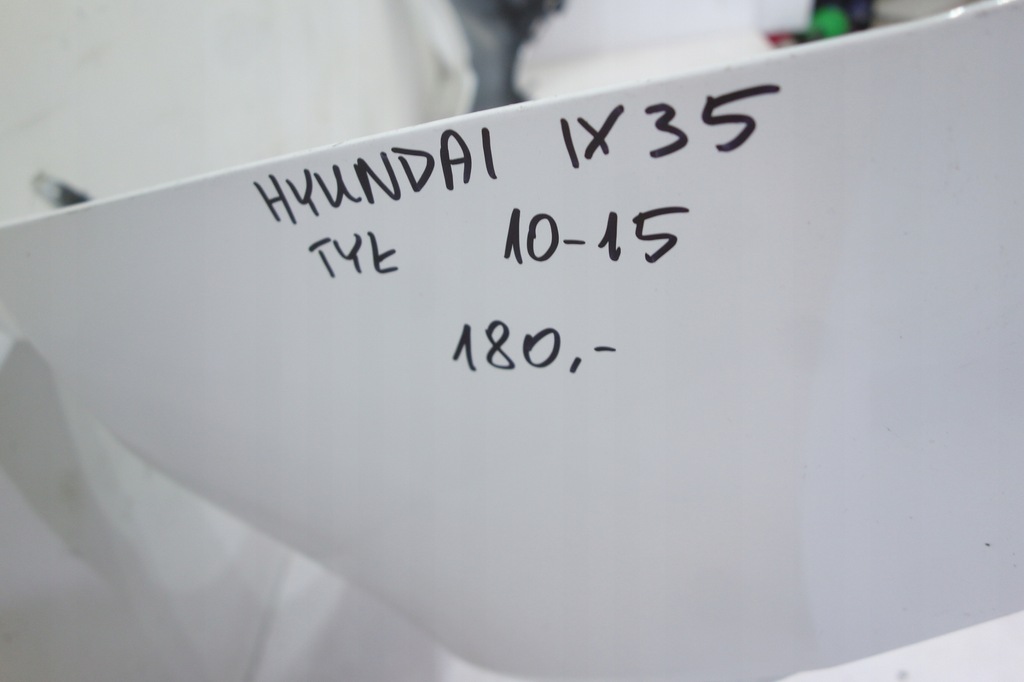 HYUNDAI IX35
TYŁ 10-15
180,-